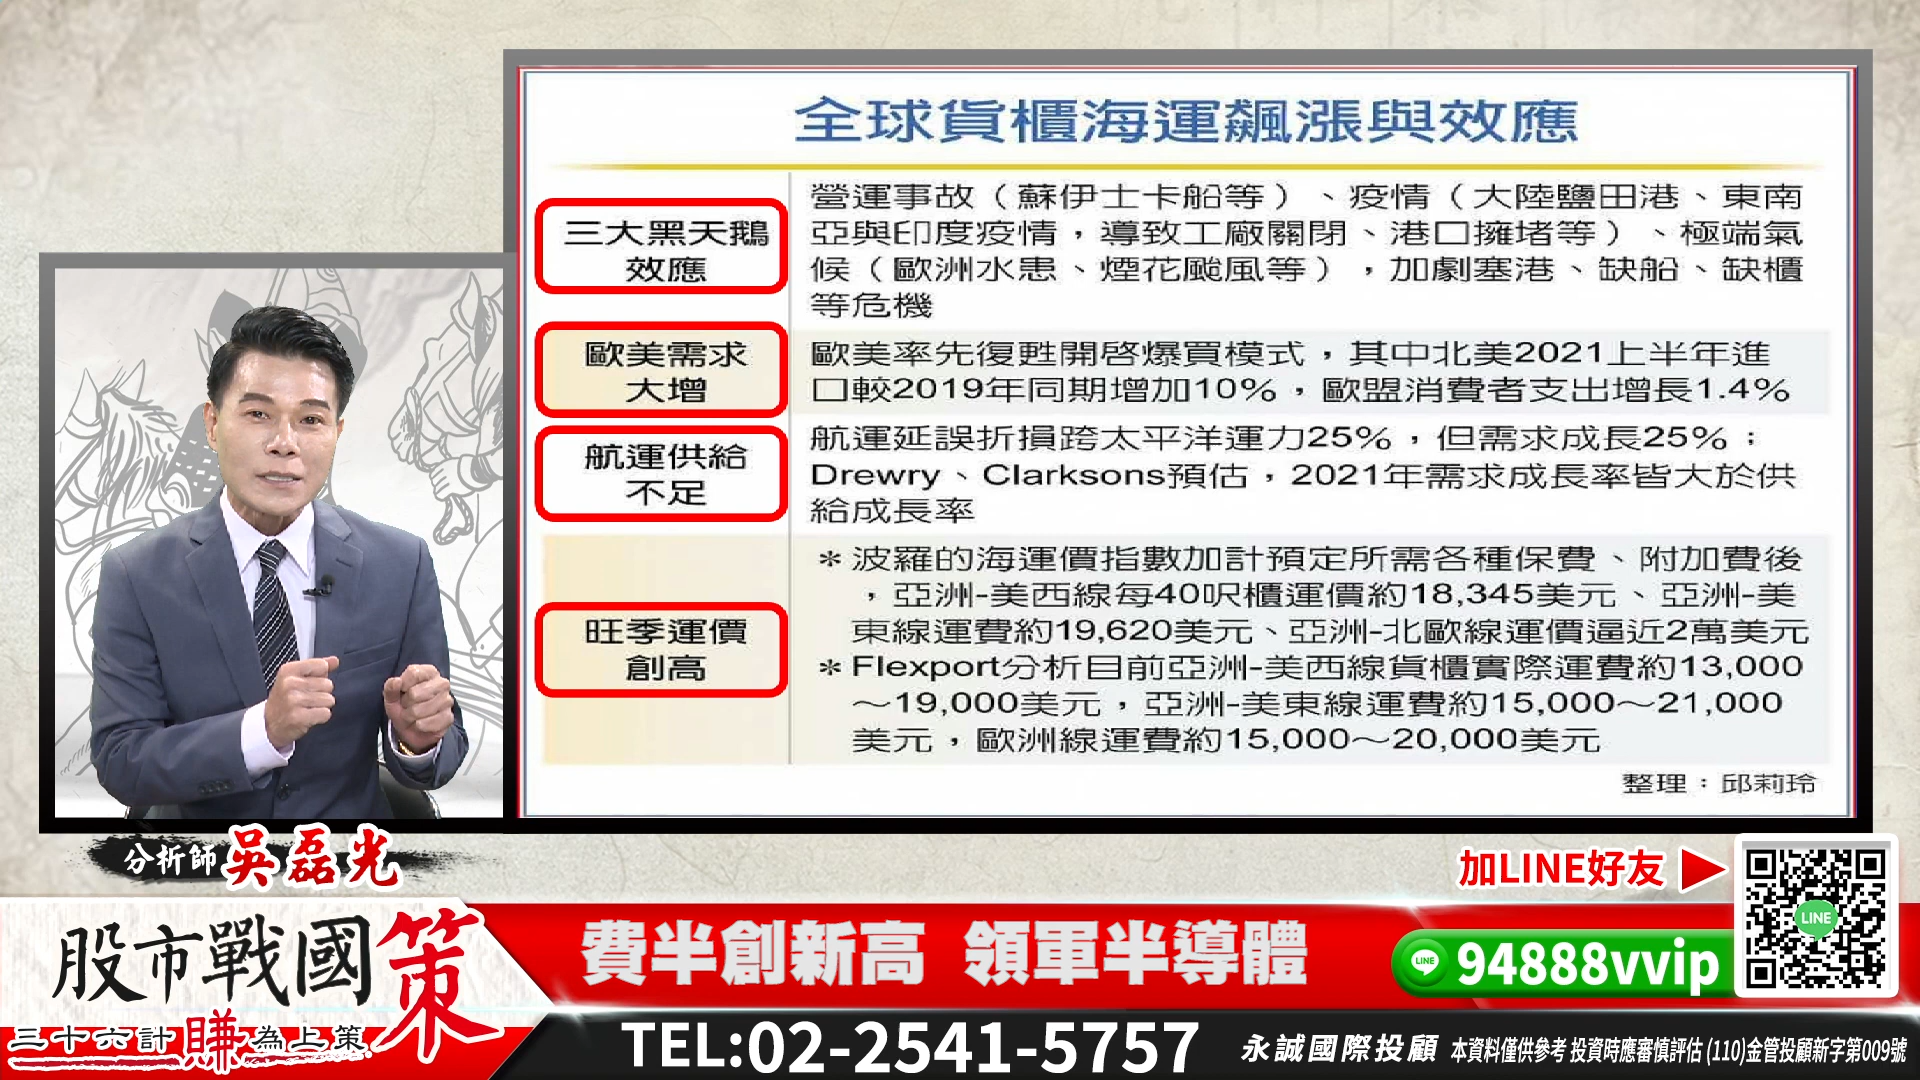 全球貨櫃海運飆漲與效應
三大黑天鵝
效應
營運事故（蘇伊士卡船等）、疫情（大陸鹽田港、東南
亞與印度疫情，導致工廠關閉、港口擁堵等）、極端氣
候（歐洲水患、煙花颱風等），加劇塞港、缺船、缺櫃
等危機
歐美需求
大增
歐美率先復甦開啓爆買模式，其中北美2021上半年進
口較2019年同期增加10%，歐盟消費者支出增長1.4%
航運供給
不足
航運延誤折損跨太平洋運力25%，但需求成長25%；
Drewry、Clarksons預估，2021年需求成長率皆大於供
給成長率
旺季運價
創高
＊波羅的海運價指數加計預定所需各種保費、附加費後
，亞洲-美西線每40呎櫃運價約18,345美元、亞洲-美
東線運費約19,620美元、亞洲-北歐線運價逼近2萬美元
＊Flexport分析目前亞洲-美西線貨櫃實際運費約13,000
～19,000美元，亞洲-美東線運費約15,000～21,000
美元，歐洲線運費約15,000～20,000美元
整理：邱莉玲
分析師 吳磊光
加LINE好友
股市戰國策
三十六計 賺為上策
費半創新高 領軍半導體
LINE 94888vvip
LINE
TEL:02-2541-5757
永誠國際投顧 本資料僅供參考 投資時應審慎評估 (110)金管投顧新字第009號